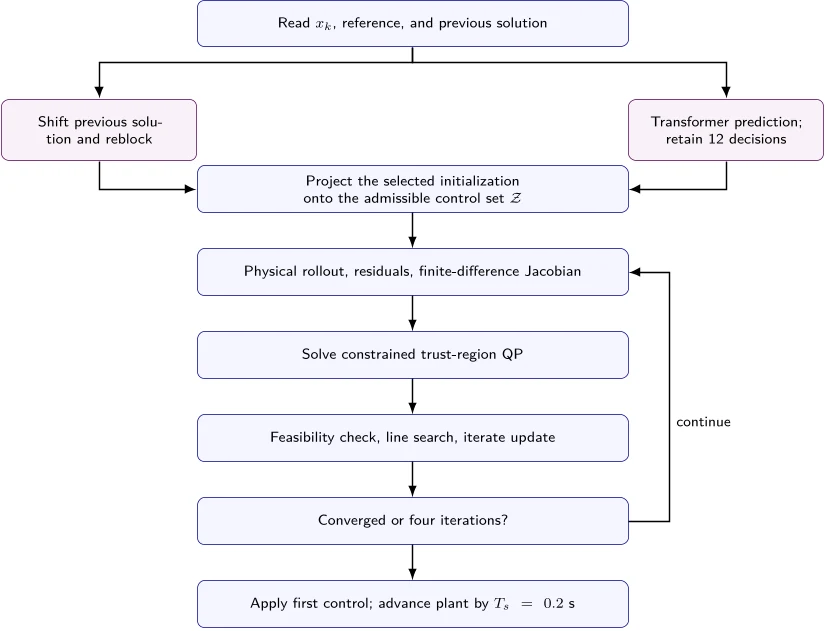 Read xₖ, reference, and previous solution
Shift previous solu-
tion and reblock
Transformer prediction;
retain 12 decisions
Project the selected initialization
onto the admissible control set 𝒵
Physical rollout, residuals, finite-difference Jacobian
Solve constrained trust-region QP
Feasibility check, line search, iterate update
continue
Converged or four iterations?
Apply first control; advance plant by Tₛ = 0.2 s